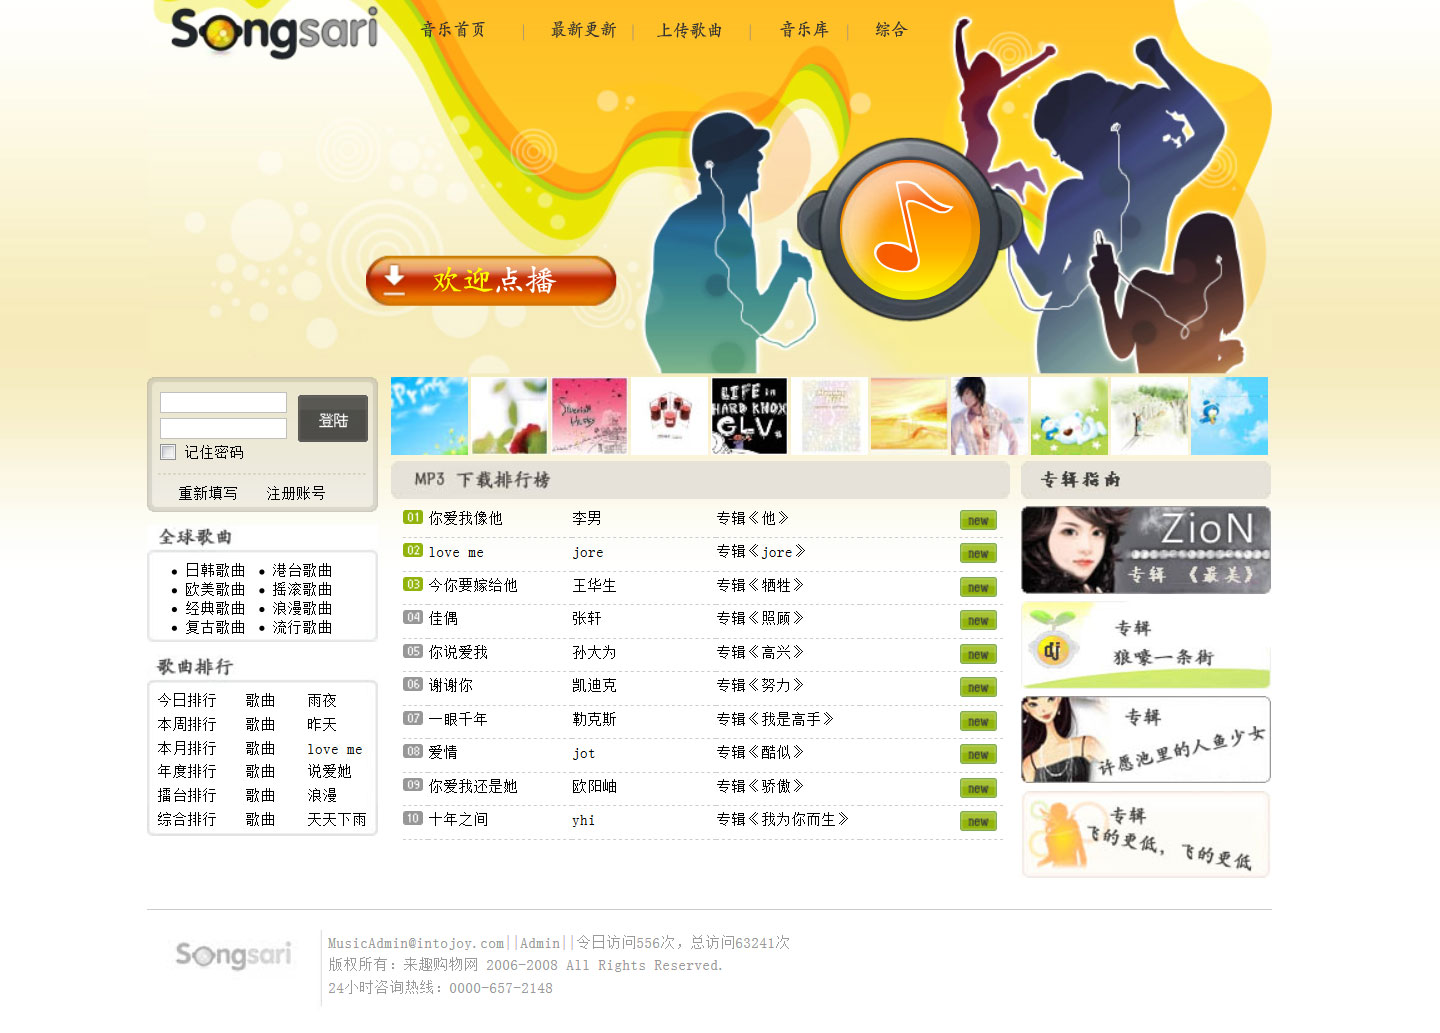 Songsari
音乐首页 | 最新更新 | 上传歌曲 | 音乐库 | 综合
欢迎点播
登陆
记住密码
重新填写 注册账号
全球歌曲
日韩歌曲 港台歌曲
欧美歌曲 摇滚歌曲
经典歌曲 浪漫歌曲
复古歌曲 流行歌曲
歌曲排行
今日排行 歌曲 雨夜
本周排行 歌曲 昨天
本月排行 歌曲 love me
年度排行 歌曲 说爱她
擂台排行 歌曲 浪漫
综合排行 歌曲 天天下雨
LIFE in
HARD KNOX
GLV.
MP3 下载排行榜
01 你爱我像他 李男 专辑《他》 new
02 love me jore 专辑《jore》 new
03 今你要嫁给他 王华生 专辑《牺牲》 new
04 佳偶 张轩 专辑《照顾》 new
05 你说爱我 孙大为 专辑《高兴》 new
06 谢谢你 凯迪克 专辑《努力》 new
07 一眼千年 勒克斯 专辑《我是高手》 new
08 爱情 jot 专辑《酷似》 new
09 你爱我还是她 欧阳岫 专辑《骄傲》 new
10 十年之间 yhi 专辑《我为你而生》 new
专辑指南
ZioN
专辑 《最美》
dj
专辑
狼嚎一条街
专辑
许愿池里的人鱼少女
专辑
飞的更低，飞的更低
Songsari
MusicAdmin@intojoy.com||Admin||今日访问556次，总访问63241次
版权所有：来趣购物网 2006-2008 All Rights Reserved.
24小时咨询热线：0000-657-2148